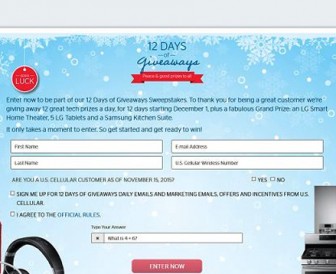 12 DAYS
of
Giveaways
Peace & great prizes to all
GOOD
LUCK
Enter now to be part of our 12 Days of Giveaways Sweepstakes. To thank you for being a great customer we're
giving away 12 great tech prizes a day, for 12 days starting December 1, plus a fabulous Grand Prize: an LG Smart
Home Theater, 5 LG Tablets and a Samsung Kitchen Suite.
It only takes a moment to enter. So get started and get ready to win!
First Name
E-mail Address
Last Name
U.S. Cellular Wireless Number
ARE YOU A U.S. CELLULAR CUSTOMER AS OF NOVEMBER 15, 2015? YES NO
SIGN ME UP FOR 12 DAYS OF GIVEAWAYS DAILY EMAILS AND MARKETING EMAILS, OFFERS AND INCENTIVES FROM U.S.
CELLULAR.
I AGREE TO THE OFFICIAL RULES.
Type Your Answer
What is 4 + 6?
ENTER NOW